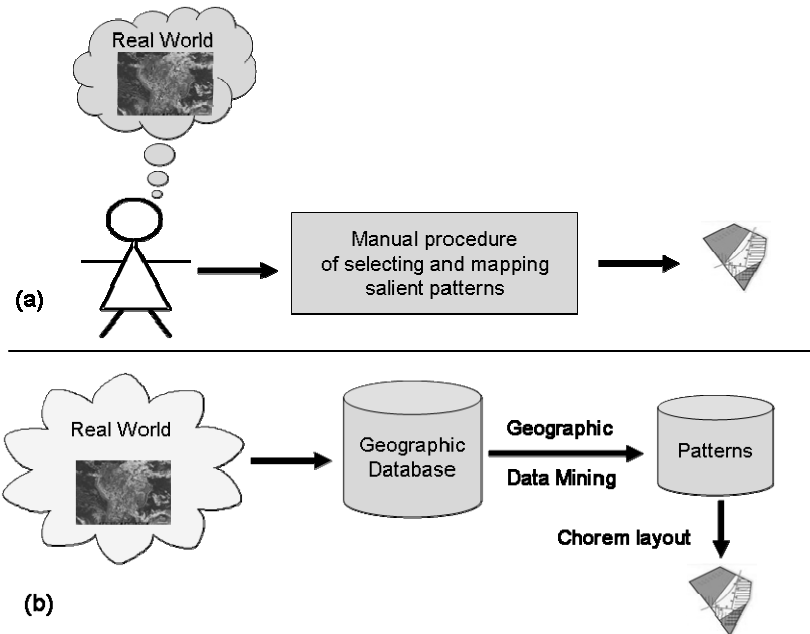 Real World
Manual procedure
of selecting and mapping
salient patterns
(a)
Real World
Geographic
Database
Geographic
Data Mining
Patterns
Chorem layout
(b)